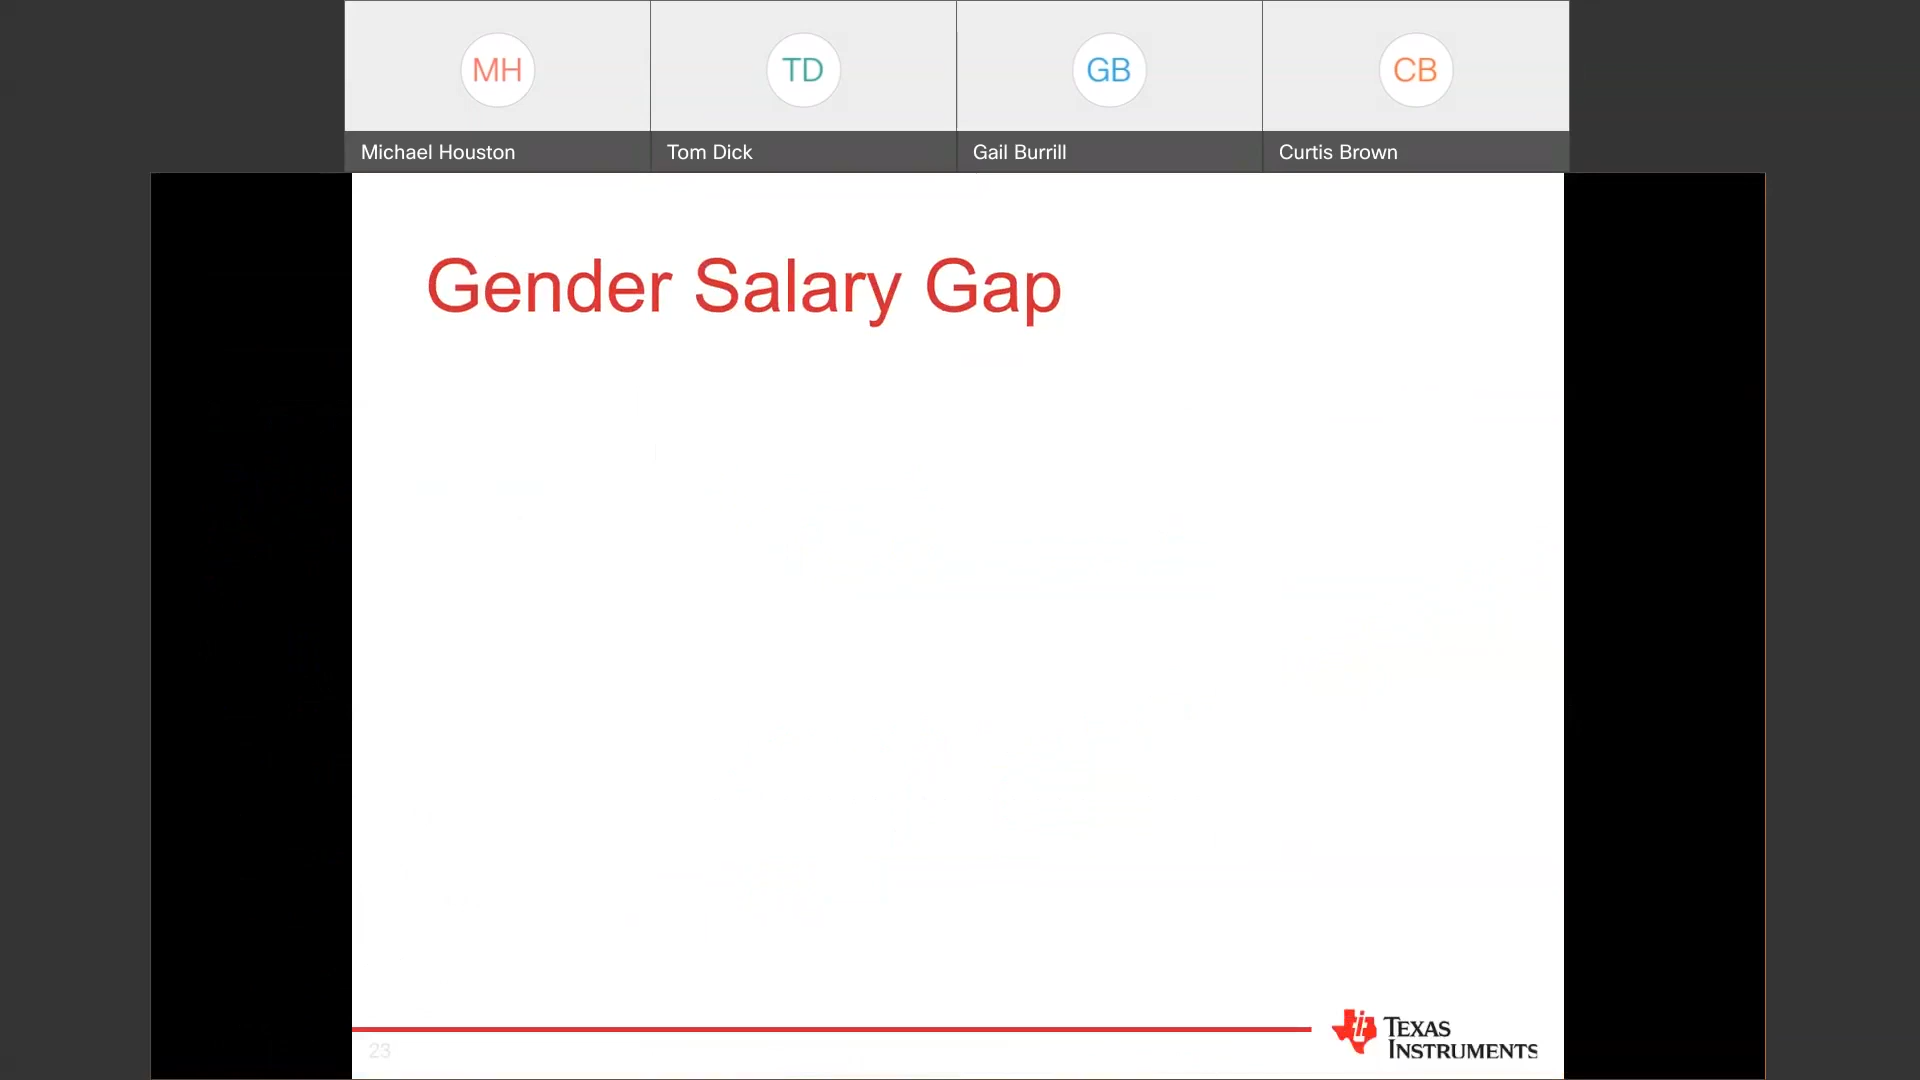 MH
TD
GB
CB
Michael Houston
Tom Dick
Gail Burrill
Curtis Brown
Gender Salary Gap
23
TEXAS
INSTRUMENTS